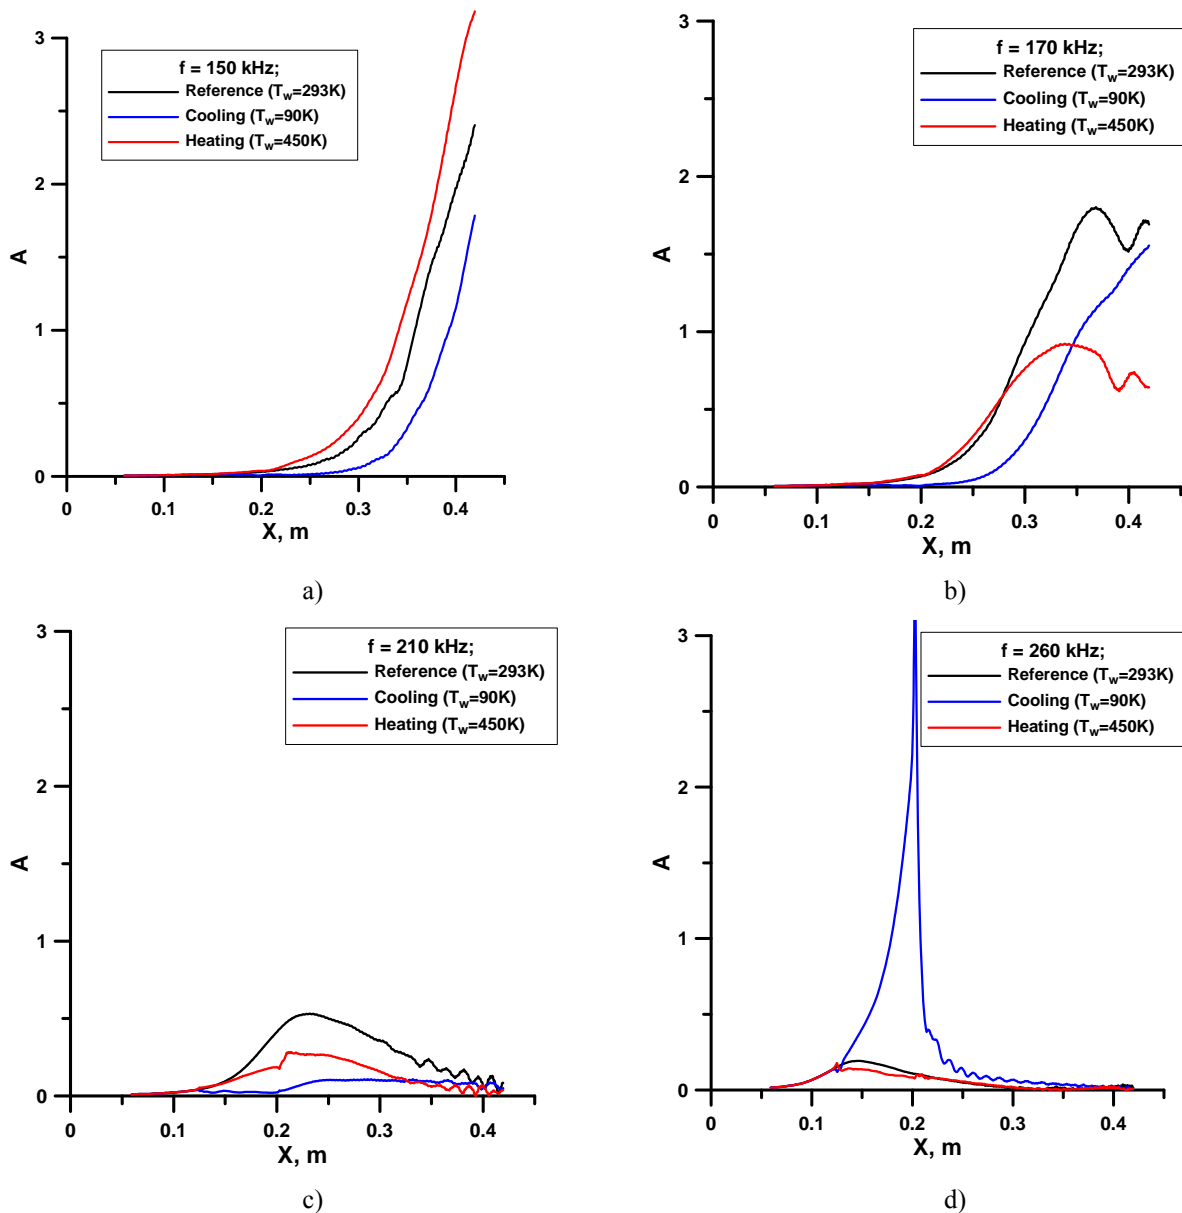 f = 150 kHz;
Reference (Tw=293K)
Cooling (Tw=90K)
Heating (Tw=450K)
3
2
1
0
A
0 0.1 0.2 0.3 0.4
X, m
a)
f = 170 kHz;
Reference (Tw=293K)
Cooling (Tw=90K)
Heating (Tw=450K)
3
2
1
0
A
0 0.1 0.2 0.3 0.4
X, m
b)
f = 210 kHz;
Reference (Tw=293K)
Cooling (Tw=90K)
Heating (Tw=450K)
3
2
1
0
A
0 0.1 0.2 0.3 0.4
X, m
c)
f = 260 kHz;
Reference (Tw=293K)
Cooling (Tw=90K)
Heating (Tw=450K)
3
2
1
0
A
0 0.1 0.2 0.3 0.4
X, m
d)